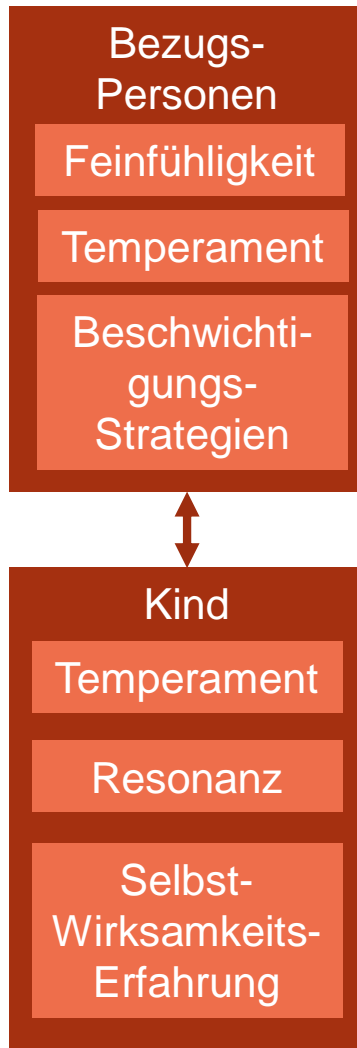 Bezugs-
Personen
Feinfühligkeit
Temperament
Beschwichti-
gungs-
Strategien
Kind
Temperament
Resonanz
Selbst-
Wirksamkeits-
Erfahrung